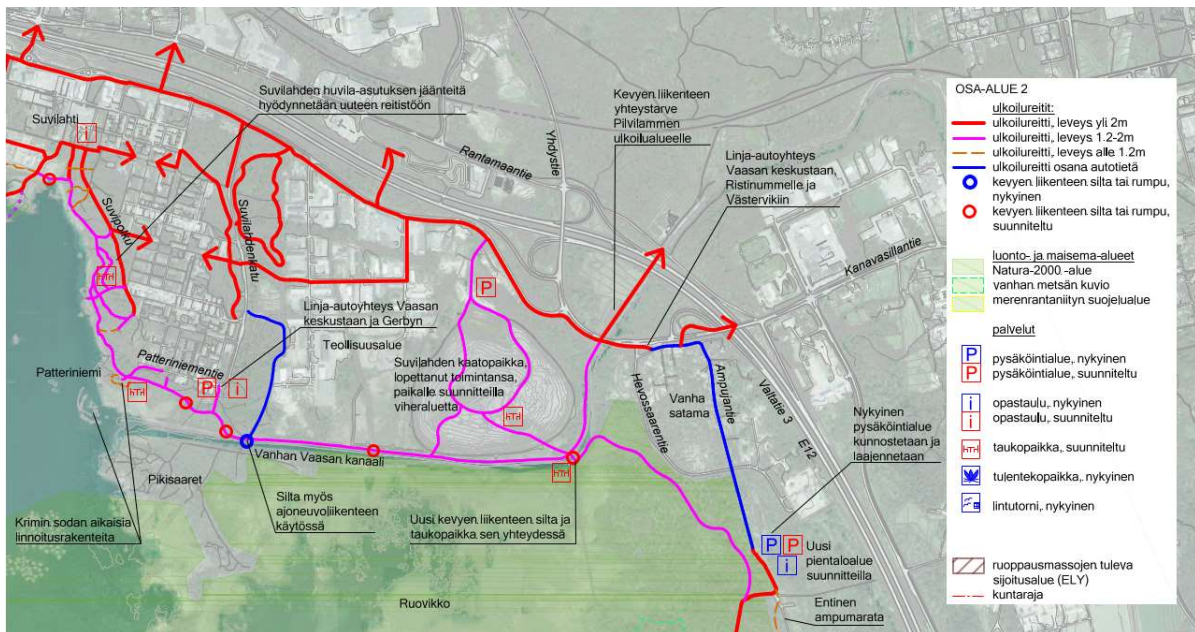 Suvilahden huvila-asutuksen jäänteitä
hyödynnetään uuteen reitistöön
Kevyen liikenteen
yhteystarve
Pilvilammen
ulkoilualueelle
Yhdystie
Rantamaantie
Linja-autoyhteys
Vaasan keskustaan,
Ristinummelle ja
Västervikiin
Suvilahti
i
Suvipolku
Suvilahdenkatu
Kanavasillantie
Linja-autoyhteys Vaasan
keskustaan ja Gerbyn
Teollisuusalue
P
Patteriniementie
Patteriniemi
P i
Suvilahden kaatopaikka,
lopettanut toimintansa,
paikalle suunnitteilla
viheraluetta
Hevossaarentie
Vanha
satama
Ampujantie
Valtatie 3
E12
Nykyinen
pysäköintialue
kunnostetaan ja
laajennetaan
Vanhan Vaasan kanaali
Pikisaaret
Krimin sodan aikaisia
linnoitusrakenteita
Silta myös
ajoneuvoliikenteen
käytössä
Uusi kevyen liikenteen silta ja
taukopaikka sen yhteydessä
P P
i
Uusi
pientaloalue
suunnitteilla
Ruovikko
Entinen
ampumarata
OSA-ALUE 2
ulkoilureitit:
ulkoilureitti, leveys yli 2m
ulkoilureitti, leveys 1.2-2m
ulkoilureitti, leveys alle 1.2m
ulkoilureitti osana autotietä
kevyen liikenteen silta tai rumpu,
nykyinen
kevyen liikenteen silta tai rumpu,
suunniteltu
luonto- ja maisema-alueet
Natura-2000 -alue
vanhan metsän kuvio
merenrantaniityn suojelualue
palvelut
P pysäköintialue, nykyinen
P pysäköintialue, suunniteltu
i opastaulu, nykyinen
i opastaulu, suunniteltu
taukopaikka, suunniteltu
tujentekopaikka, nykyinen
lintutorni, nykyinen
ruoppausmassojen tuleva
sijoitusalue (ELY)
kuntaraja